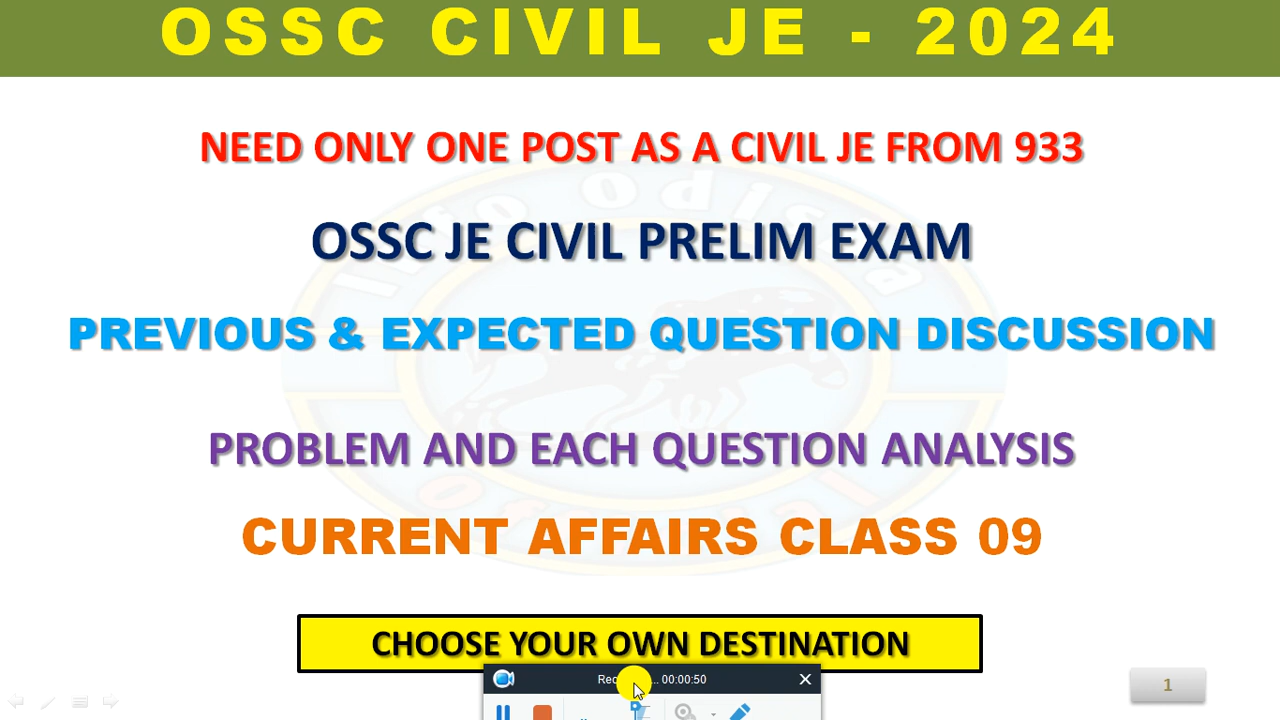 OSSC CIVIL JE - 2024
NEED ONLY ONE POST AS A CIVIL JE FROM 933
OSSC JE CIVIL PRELIM EXAM
PREVIOUS & EXPECTED QUESTION DISCUSSION
PROBLEM AND EACH QUESTION ANALYSIS
CURRENT AFFAIRS CLASS 09
CHOOSE YOUR OWN DESTINATION
00:00:50
1